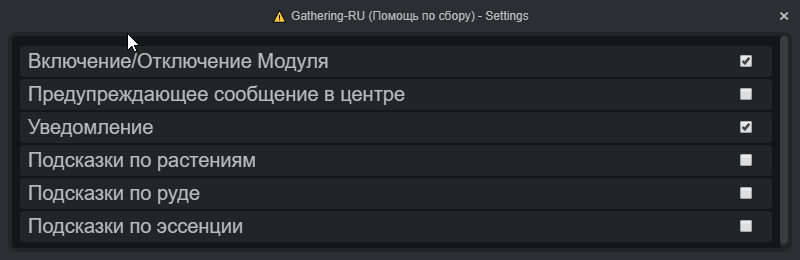 Gathering-RU (Помощь по сбору) - Settings
Включение/Отключение Модуля
Предупреждающее сообщение в центре
Уведомление
Подсказки по растениям
Подсказки по руде
Подсказки по эссенции